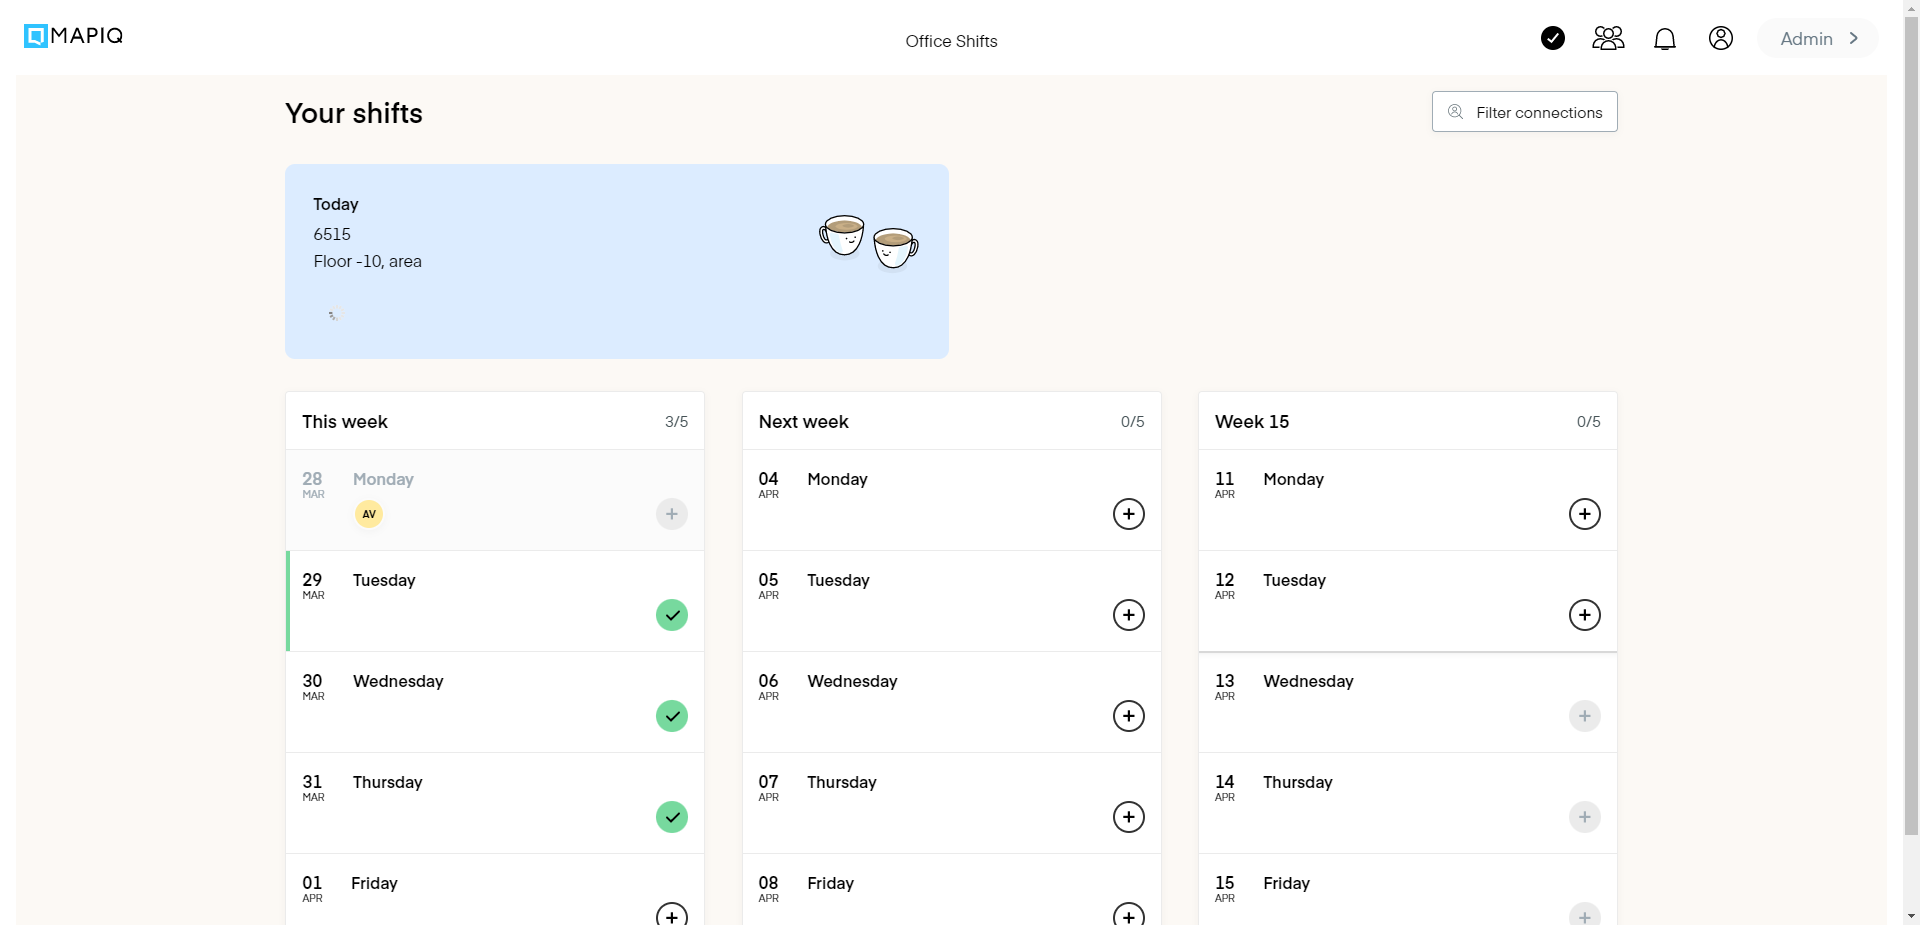 MAPIQ
Office Shifts
Admin
Your shifts
Filter connections
Today
6515
Floor -10, area
This week 3/5
28 Monday
MAR
AV
29 Tuesday
MAR
30 Wednesday
MAR
31 Thursday
MAR
01 Friday
APR
Next week 0/5
04 Monday
APR
05 Tuesday
APR
06 Wednesday
APR
07 Thursday
APR
08 Friday
APR
Week 15 0/5
11 Monday
APR
12 Tuesday
APR
13 Wednesday
APR
14 Thursday
APR
15 Friday
APR